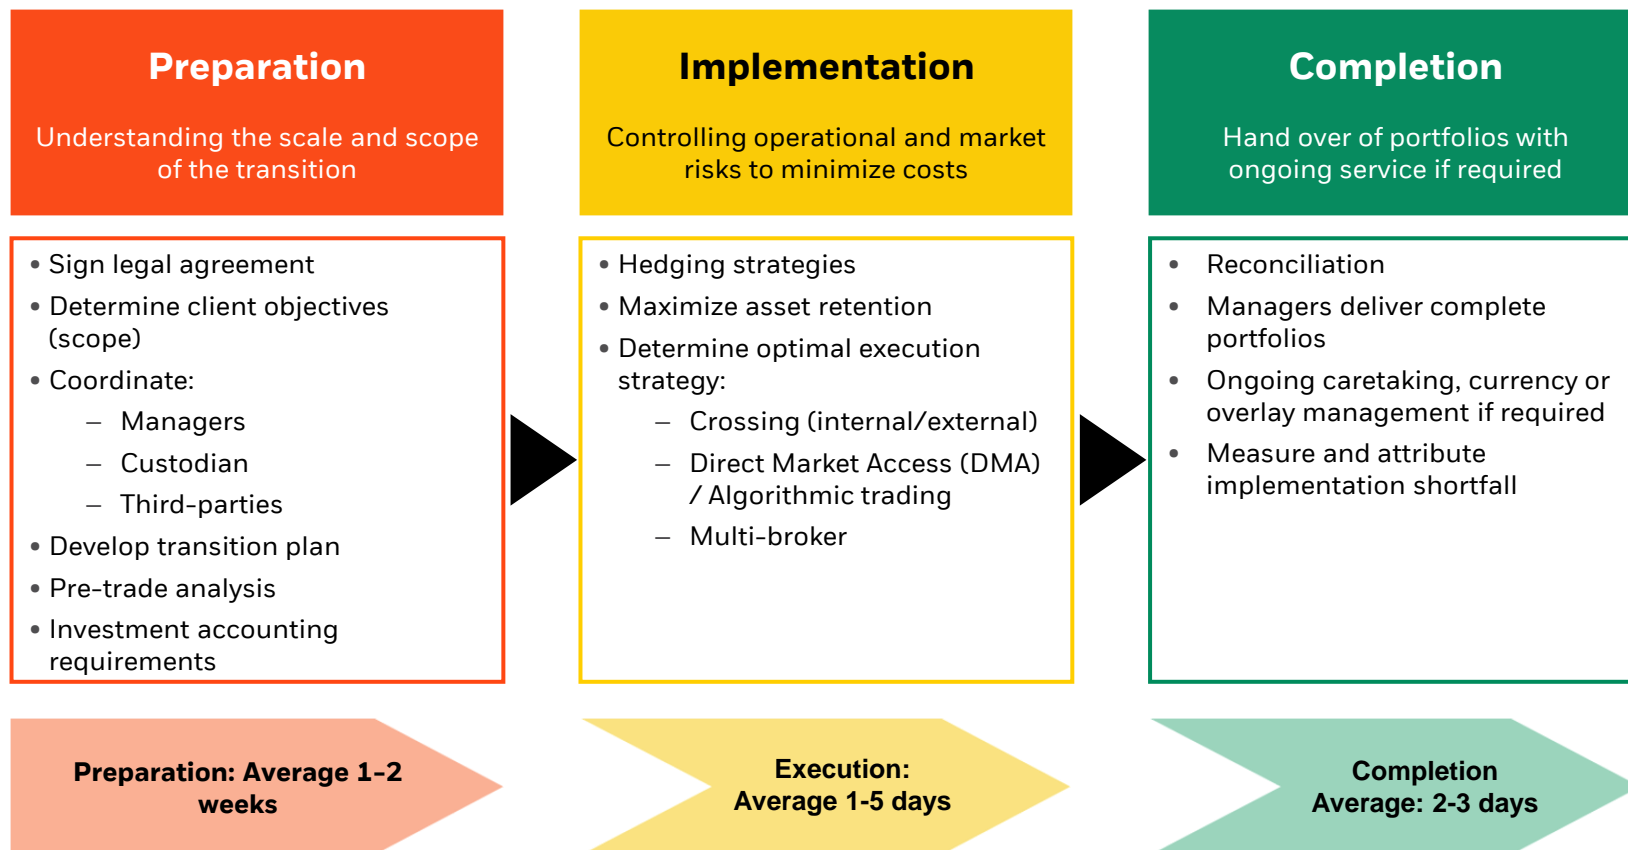 Preparation
Understanding the scale and scope
of the transition
• Sign legal agreement
• Determine client objectives
(scope)
• Coordinate:
– Managers
– Custodian
– Third-parties
• Develop transition plan
• Pre-trade analysis
• Investment accounting
requirements
Preparation: Average 1-2
weeks
Implementation
Controlling operational and market
risks to minimize costs
• Hedging strategies
• Maximize asset retention
• Determine optimal execution
strategy:
– Crossing (internal/external)
– Direct Market Access (DMA)
/ Algorithmic trading
– Multi-broker
Execution:
Average 1-5 days
Completion
Hand over of portfolios with
ongoing service if required
• Reconciliation
• Managers deliver complete
portfolios
• Ongoing caretaking, currency or
overlay management if required
• Measure and attribute
implementation shortfall
Completion
Average: 2-3 days